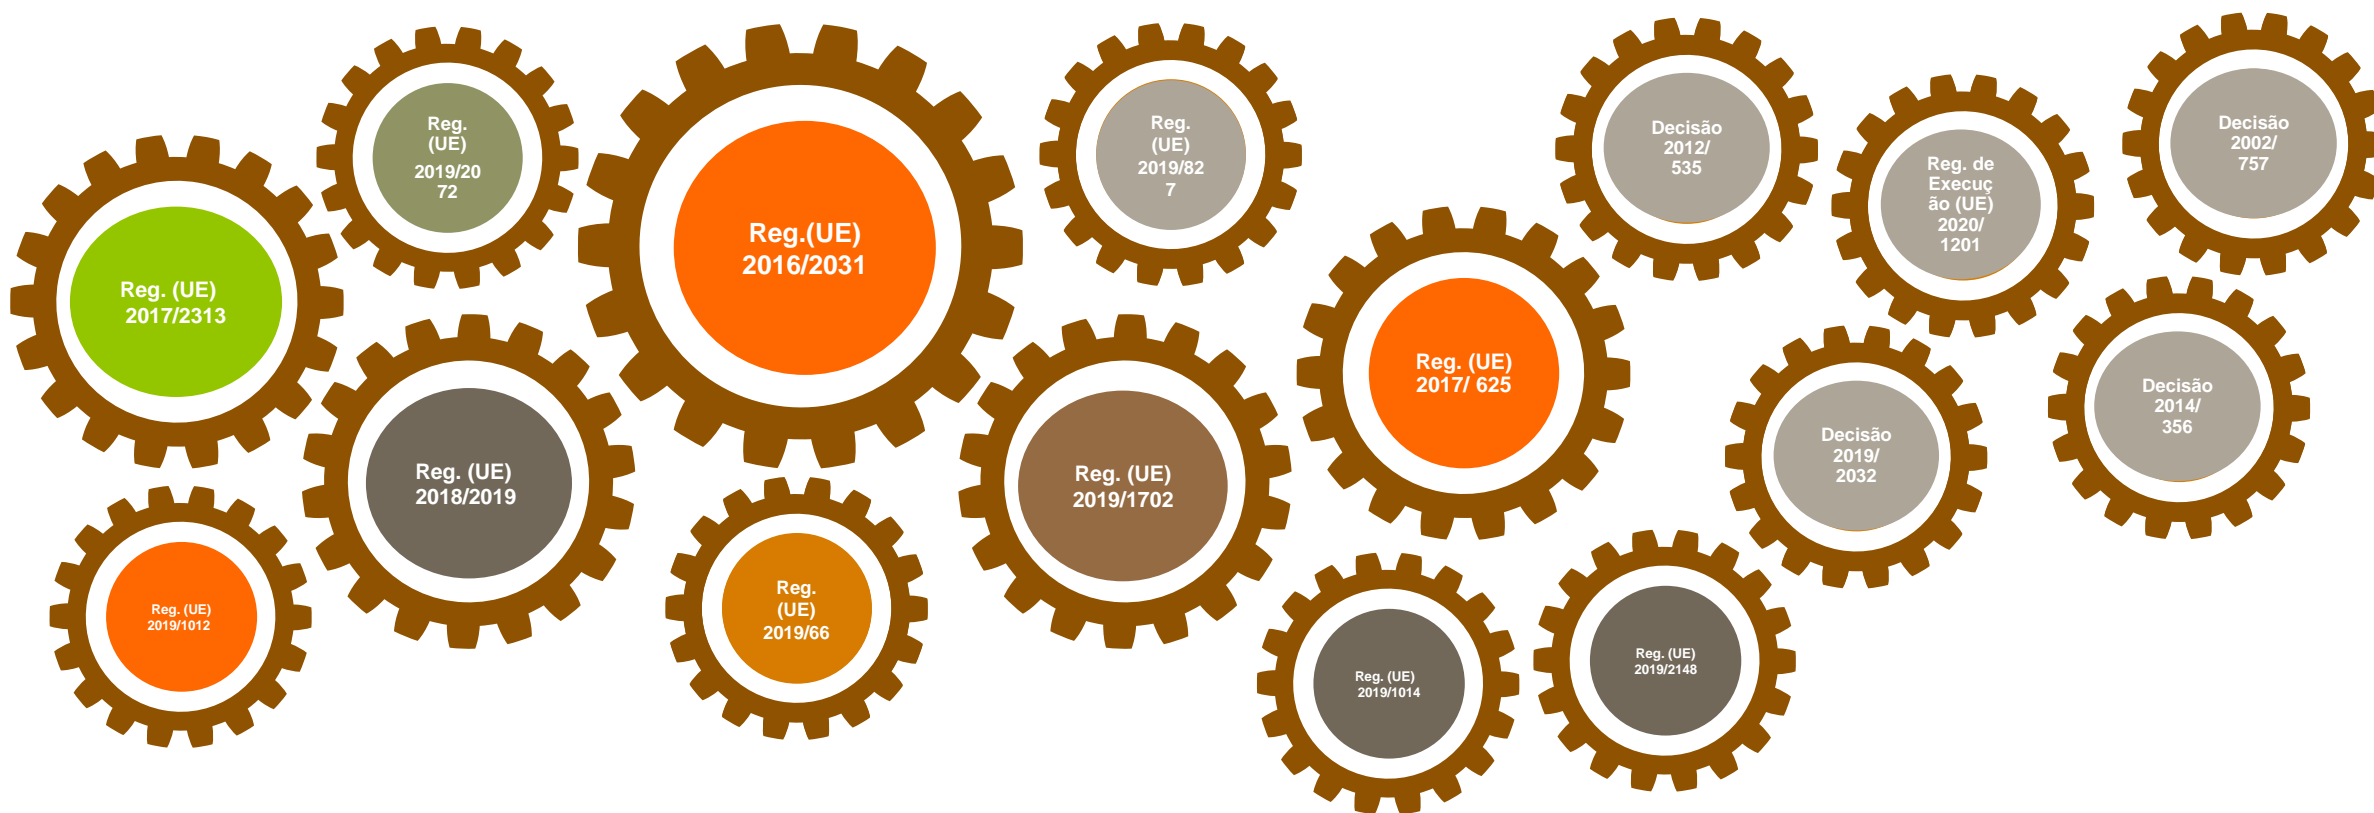 Reg.
(UE)
2019/20
72
Reg. (UE)
2017/2313
Reg.(UE)
2016/2031
Reg.
(UE)
2019/82
7
Decisão
2012/
535
Reg. de
Execuç
ão (UE)
2020/
1201
Decisão
2002/
757
Reg. (UE)
2018/2019
Reg. (UE)
2019/1702
Reg. (UE)
2017/ 625
Decisão
2019/
2032
Decisão
2014/
356
Reg. (UE)
2019/1012
Reg.
(UE)
2019/66
Reg. (UE)
2019/1014
Reg. (UE)
2019/2148